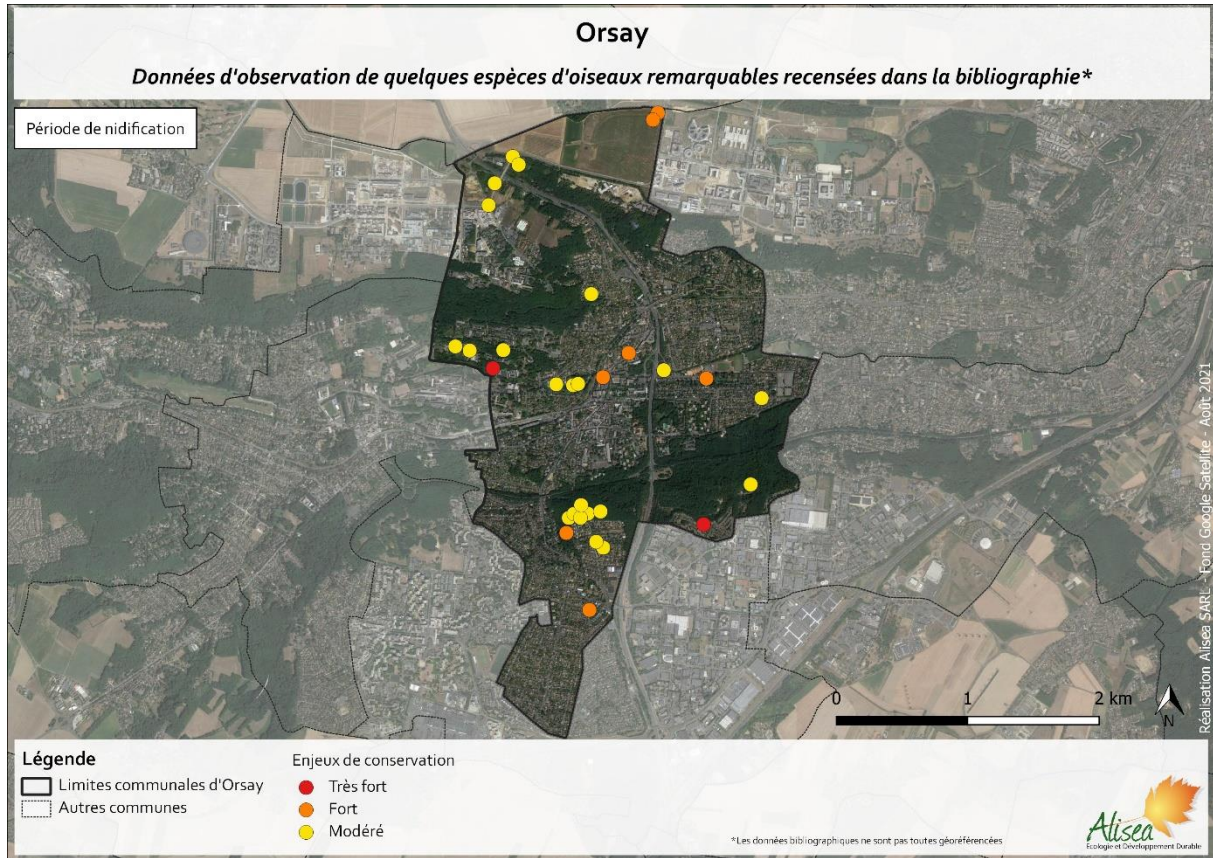 Orsay
Données d'observation de quelques espèces d'oiseaux remarquables recensées dans la bibliographie*
Période de nidification
0 1 2 km
N
Réalisation Alisea SARL - Fond Google Satellite - Août 2021
Légende
Limites communales d'Orsay
Autres communes
Enjeux de conservation
Très fort
Fort
Modéré
*Les données bibliographiques ne sont pas toutes géoréférencées
Alisea
Ecologie et Développement Durable